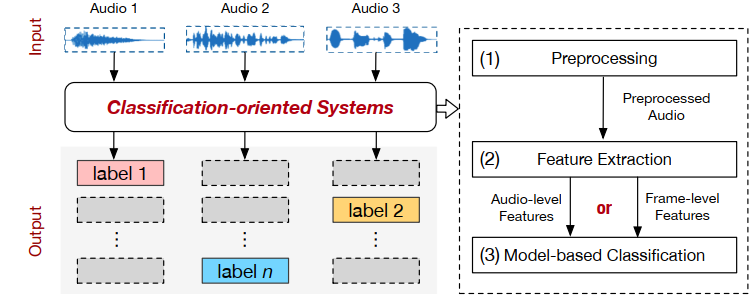 Audio 1
Audio 2
Audio 3
Input
Classification-oriented Systems
Output
label 1
label 2
label n
(1) Preprocessing
Preprocessed
Audio
(2) Feature Extraction
Audio-level
Features
or
Frame-level
Features
(3) Model-based Classification